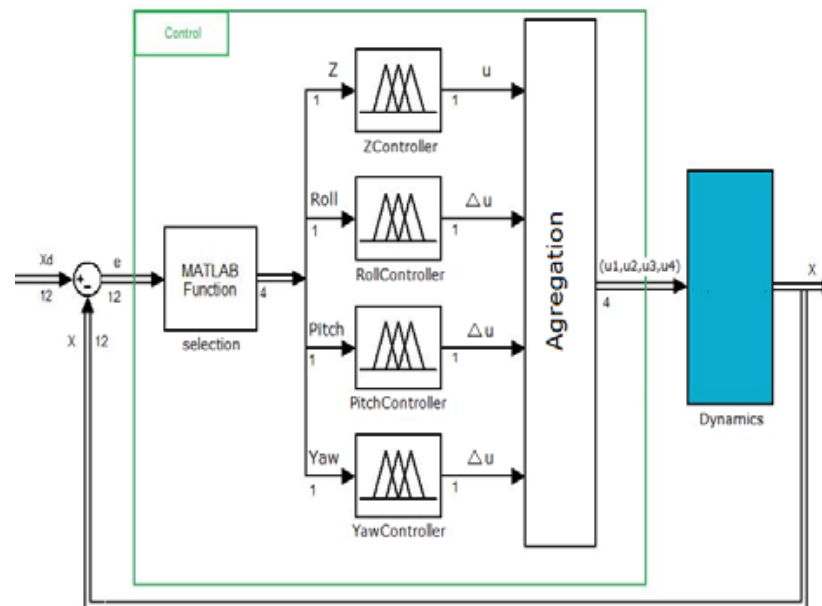 Control
Z
1
u
1
ZController
Roll
1
△u
1
RollController
Xd
12
+
-
e
12
MATLAB
Function
4
selection
X
12
Pitch
1
△u
1
PitchController
Yaw
1
△u
1
YawController
Agregation
(u1,u2,u3,u4)
4
Dynamics
X